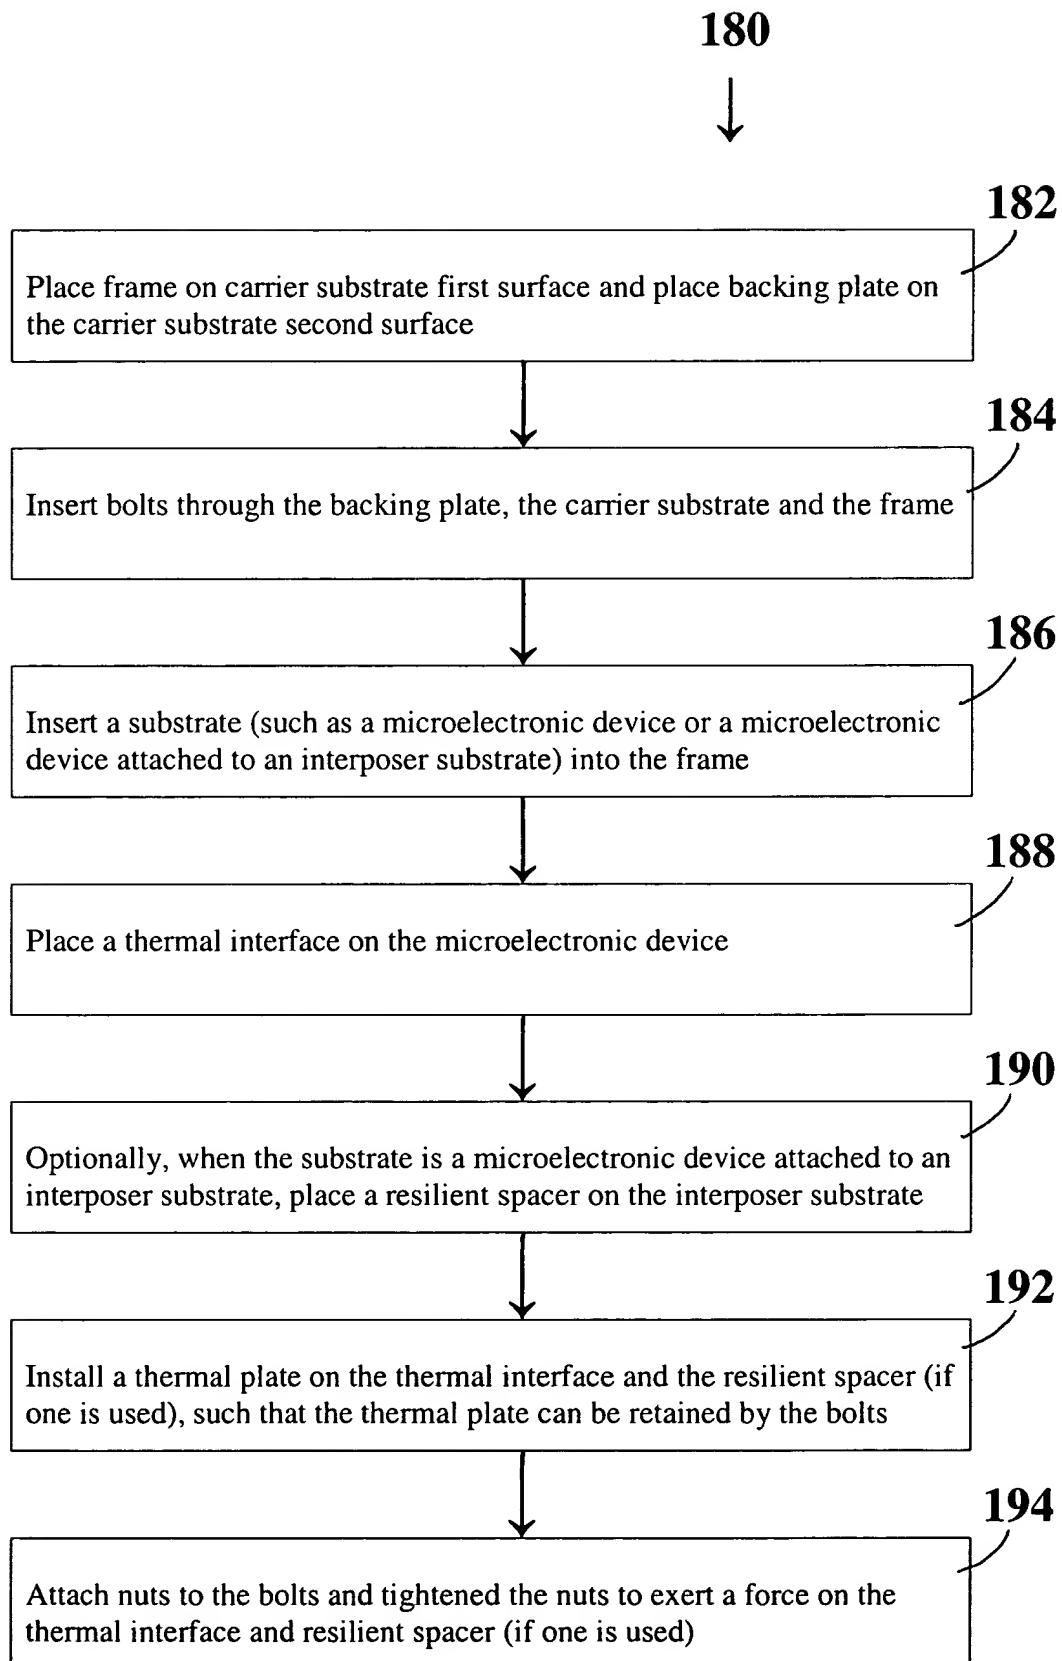 180
182
Place frame on carrier substrate first surface and place backing plate on
the carrier substrate second surface
184
Insert bolts through the backing plate, the carrier substrate and the frame
186
Insert a substrate (such as a microelectronic device or a microelectronic
device attached to an interposer substrate) into the frame
188
Place a thermal interface on the microelectronic device
190
Optionally, when the substrate is a microelectronic device attached to an
interposer substrate, place a resilient spacer on the interposer substrate
192
Install a thermal plate on the thermal interface and the resilient spacer (if
one is used), such that the thermal plate can be retained by the bolts
194
Attach nuts to the bolts and tightened the nuts to exert a force on the
thermal interface and resilient spacer (if one is used)